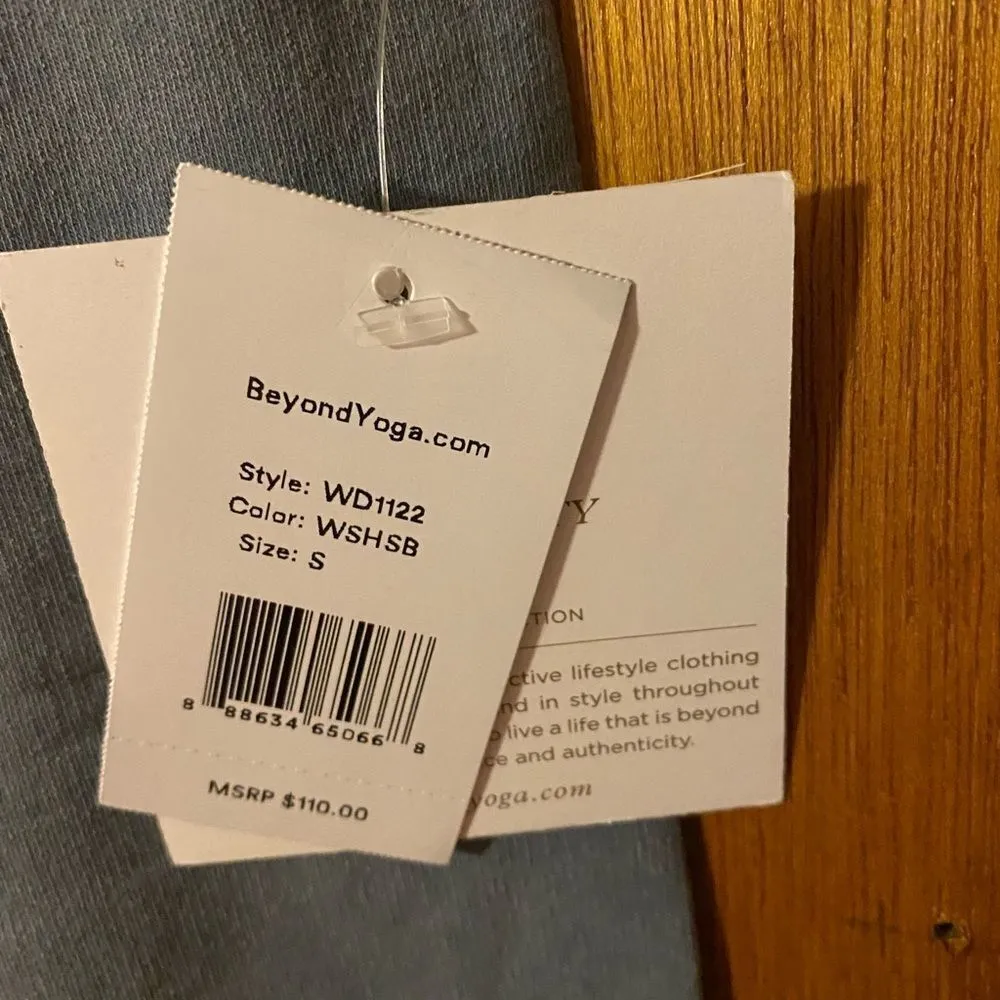 BeyondYoga.com
Style: WD1122
Color: WSHSB
Size: S
8 88634 65066 8
MSRP $110.00
TY
TION
ctive lifestyle clothing
nd in style throughout
live a life that is beyond
ce and authenticity.
yoga.com